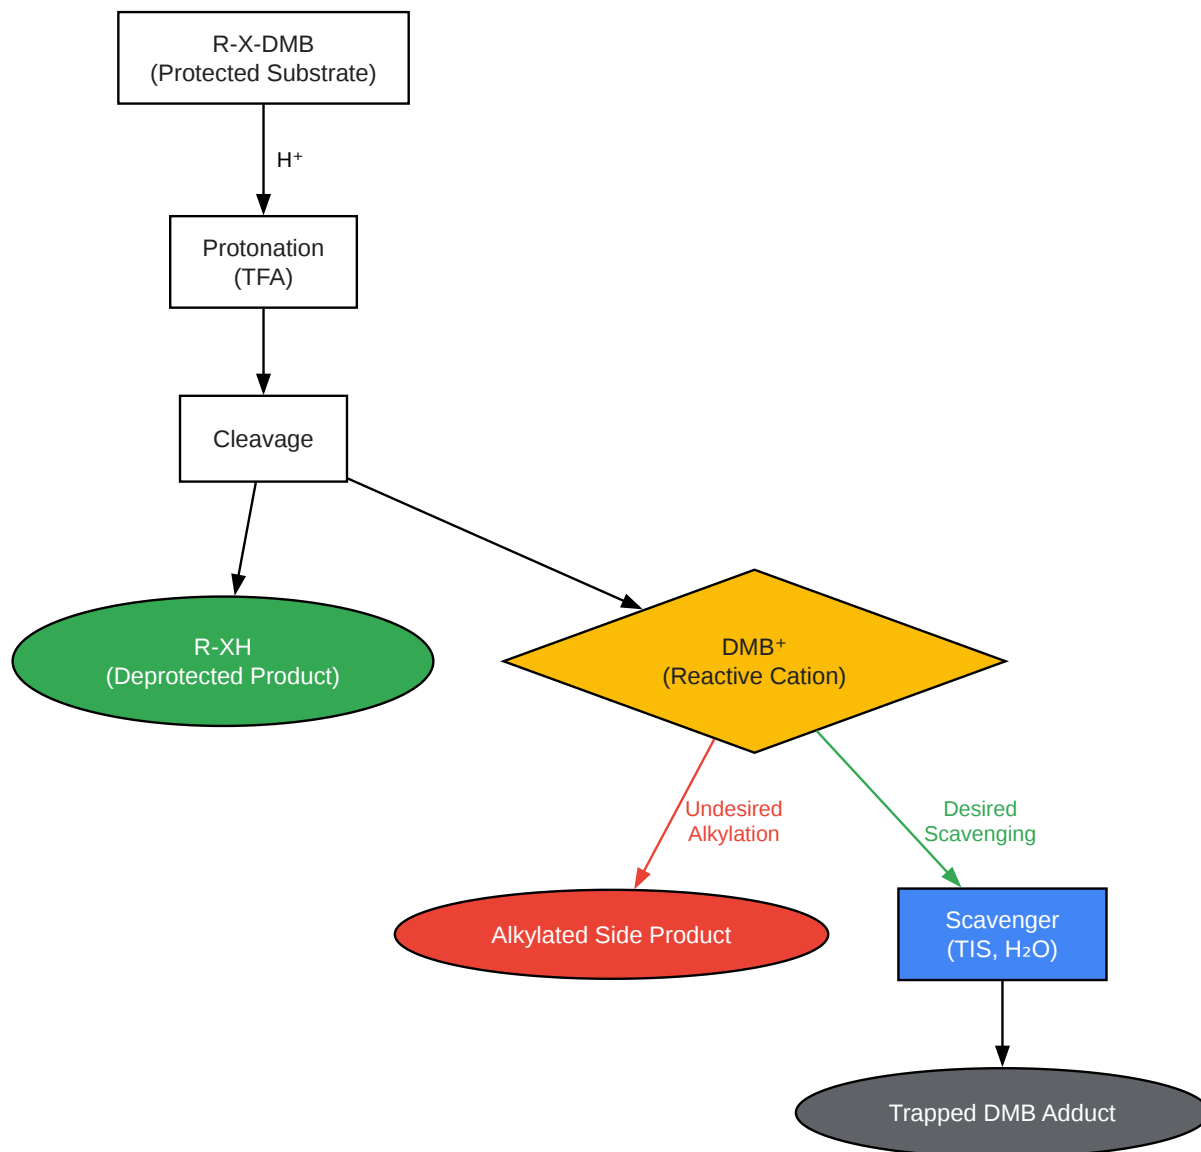 R-X-DMB
(Protected Substrate)
H⁺
Protonation
(TFA)
Cleavage
R-XH
(Deprotected Product)
DMB⁺
(Reactive Cation)
Undesired
Alkylation
Desired
Scavenging
Alkylated Side Product
Scavenger
(TIS, H₂O)
Trapped DMB Adduct